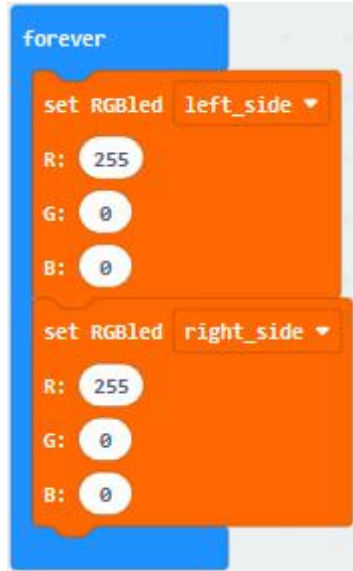 forever
set RGBled left_side
R: 255
G: 0
B: 0
set RGBled right_side
R: 255
G: 0
B: 0